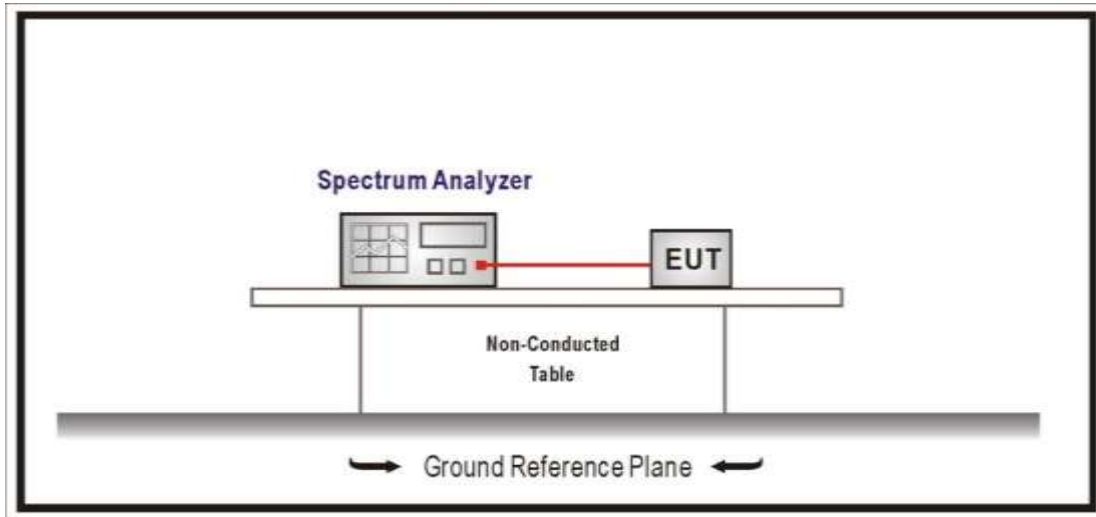 Spectrum Analyzer
EUT
Non-Conducted
Table
Ground Reference Plane